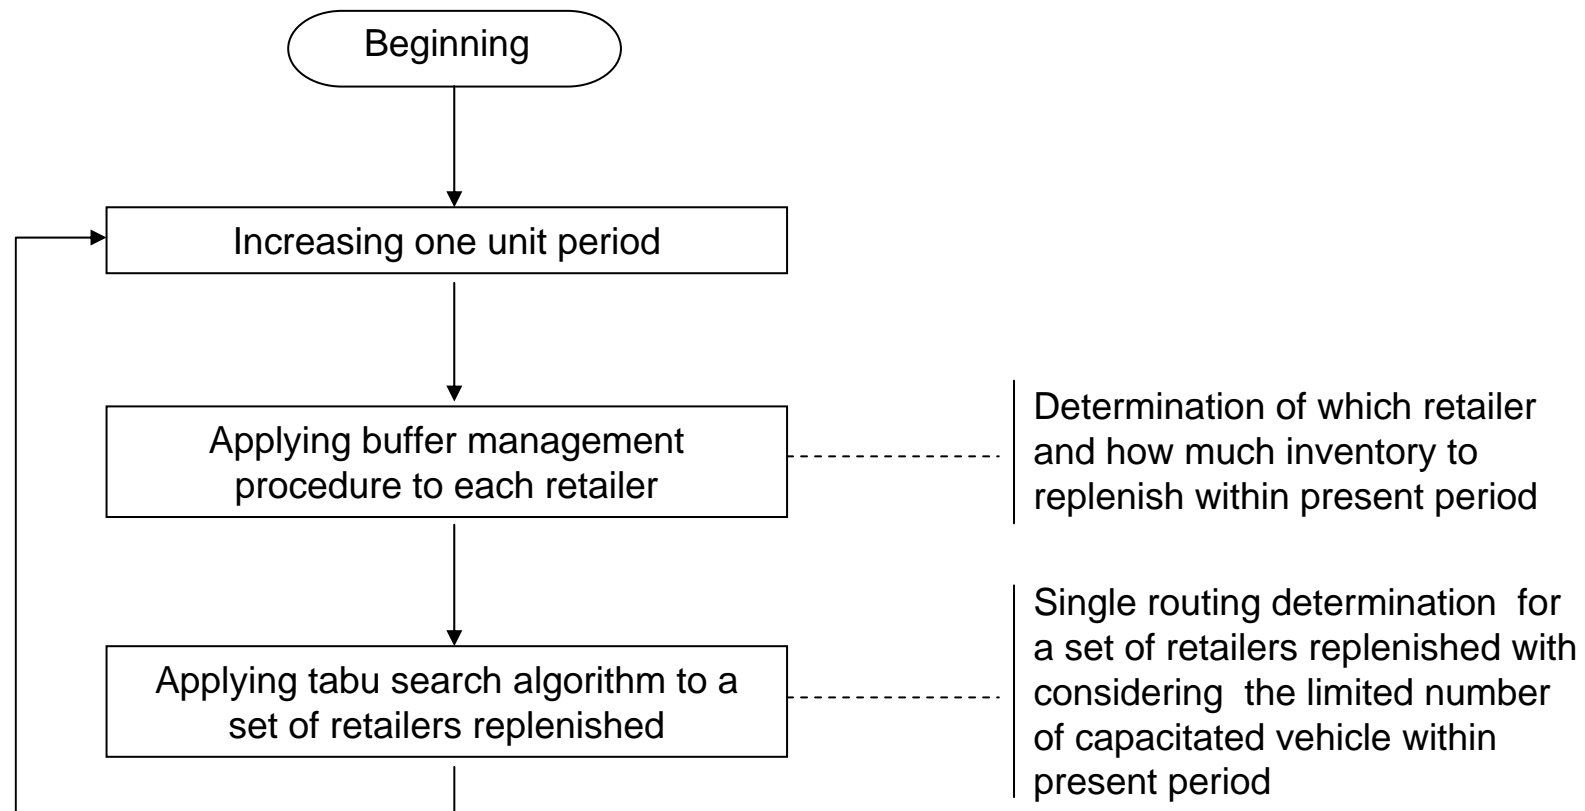 Beginning
Increasing one unit period
Applying buffer management
procedure to each retailer
Determination of which retailer
and how much inventory to
replenish within present period
Applying tabu search algorithm to a
set of retailers replenished
Single routing determination  for
a set of retailers replenished with
considering  the limited number
of capacitated vehicle within
present period